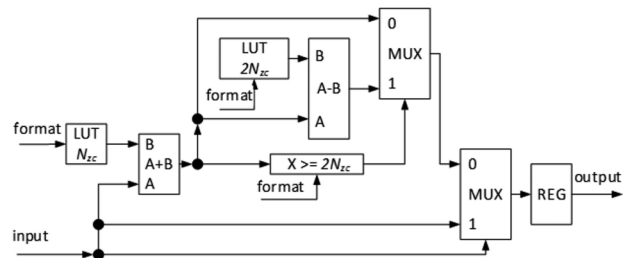 0
LUT
2Nzc
B
MUX
A-B
1
format
A
format
LUT
Nzc
B
A+B
A
X >= 2Nzc
format
0
MUX
REG
output
1
input